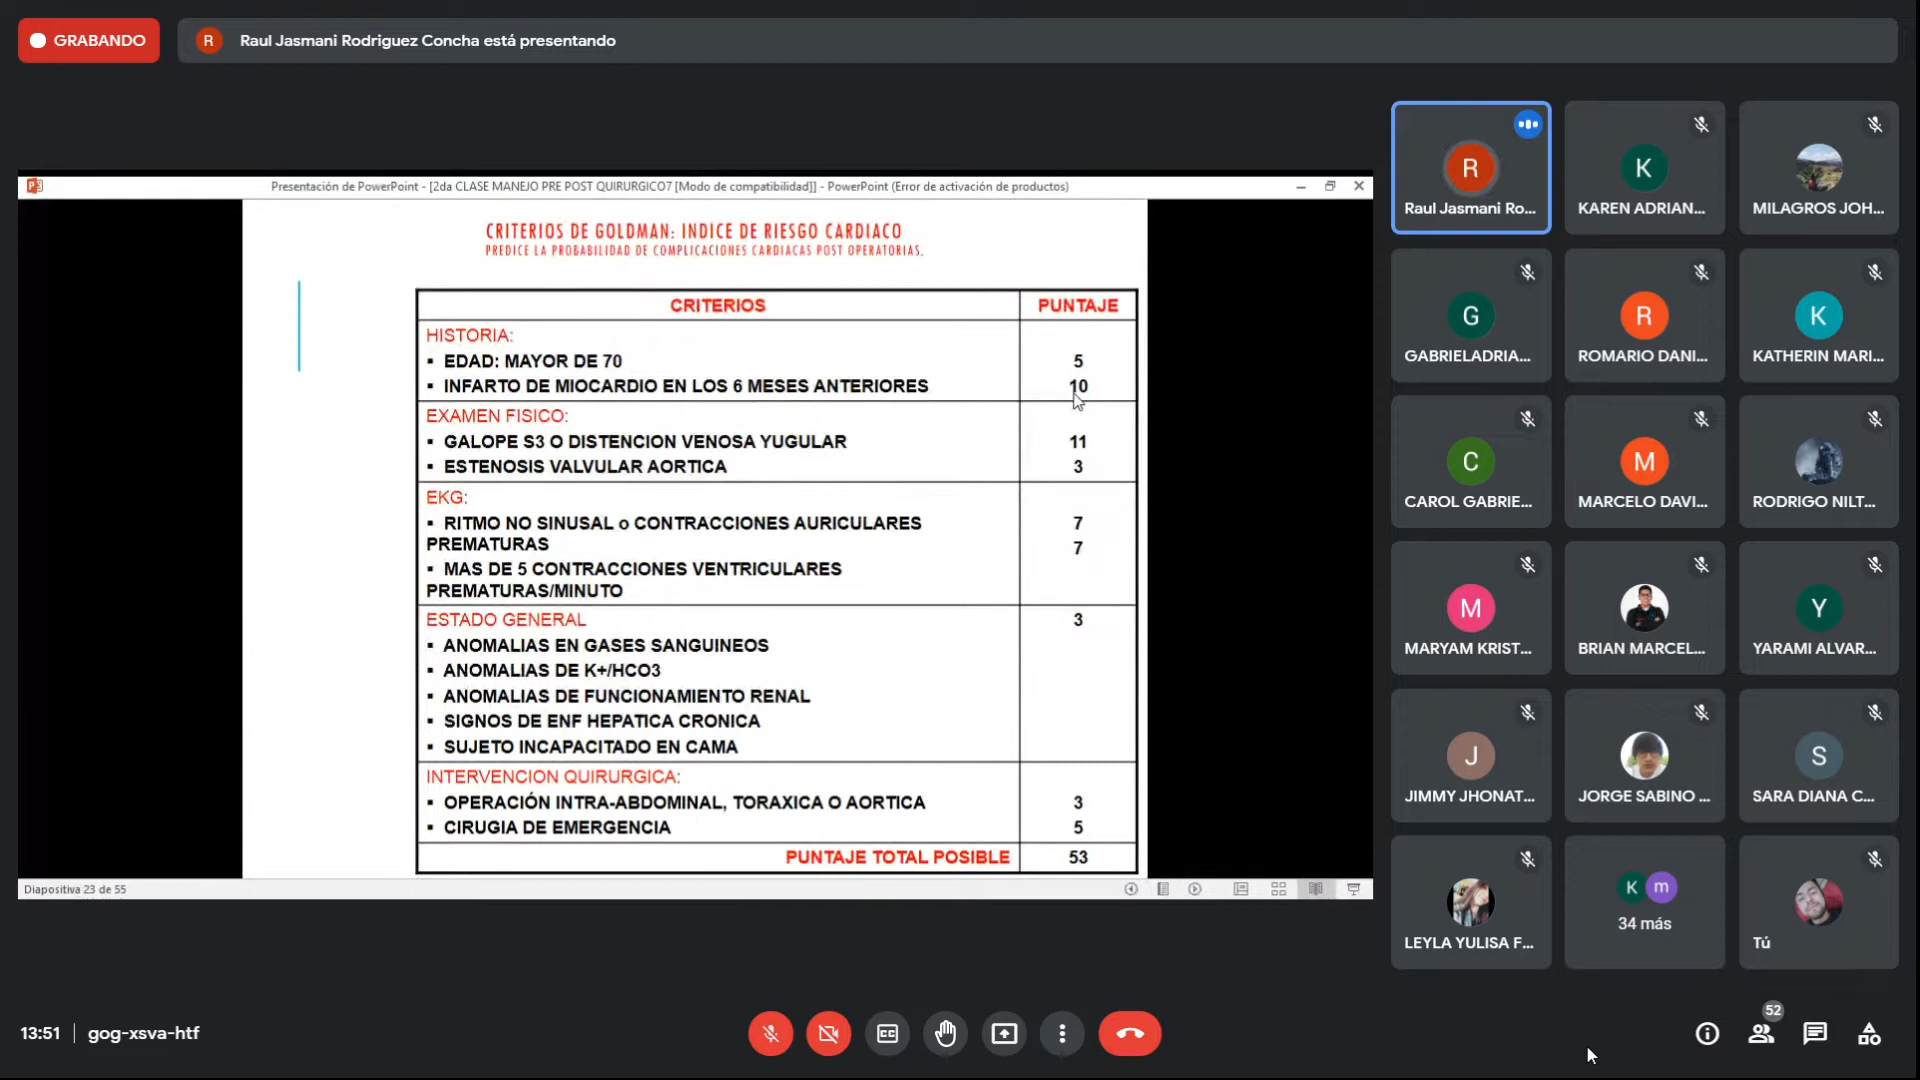 GRABANDO
R
Raul Jasmani Rodriguez Concha está presentando
Presentación de PowerPoint - [2da CLASE MANEJO PRE POST QUIRURGICO7 [Modo de compatibilidad]] - PowerPoint (Error de activación de productos)
CRITERIOS DE GOLDMAN: INDICE DE RIESGO CARDIACO
PREDICE LA PROBABILIDAD DE COMPLICACIONES CARDIACAS POST OPERATORIAS.
CRITERIOS PUNTAJE
HISTORIA:
▪ EDAD: MAYOR DE 70 5
▪ INFARTO DE MIOCARDIO EN LOS 6 MESES ANTERIORES 10
EXAMEN FISICO:
▪ GALOPE S3 O DISTENCION VENOSA YUGULAR 11
▪ ESTENOSIS VALVULAR AORTICA 3
EKG:
▪ RITMO NO SINUSAL o CONTRACCIONES AURICULARES 7
PREMATURAS 7
▪ MAS DE 5 CONTRACCIONES VENTRICULARES
PREMATURAS/MINUTO
ESTADO GENERAL 3
▪ ANOMALIAS EN GASES SANGUINEOS
▪ ANOMALIAS DE K+/HCO3
▪ ANOMALIAS DE FUNCIONAMIENTO RENAL
▪ SIGNOS DE ENF HEPATICA CRONICA
▪ SUJETO INCAPACITADO EN CAMA
INTERVENCION QUIRURGICA:
▪ OPERACIÓN INTRA-ABDOMINAL, TORAXICA O AORTICA 3
▪ CIRUGIA DE EMERGENCIA 5
PUNTAJE TOTAL POSIBLE 53
Diapositiva 23 de 55
R K
Raul Jasmani Ro... KAREN ADRIAN... MILAGROS JOH...
G R K
GABRIELADRIA... ROMARIO DANI... KATHERIN MARI...
C M
CAROL GABRIE... MARCELO DAVI... RODRIGO NILT...
M Y
MARYAM KRIST... BRIAN MARCEL... YARAMI ALVAR...
J S
JIMMY JHONAT... JORGE SABINO ... SARA DIANA C...
K m
34 más
LEYLA YULISA F... Tú
13:51 gog-xsva-htf
52